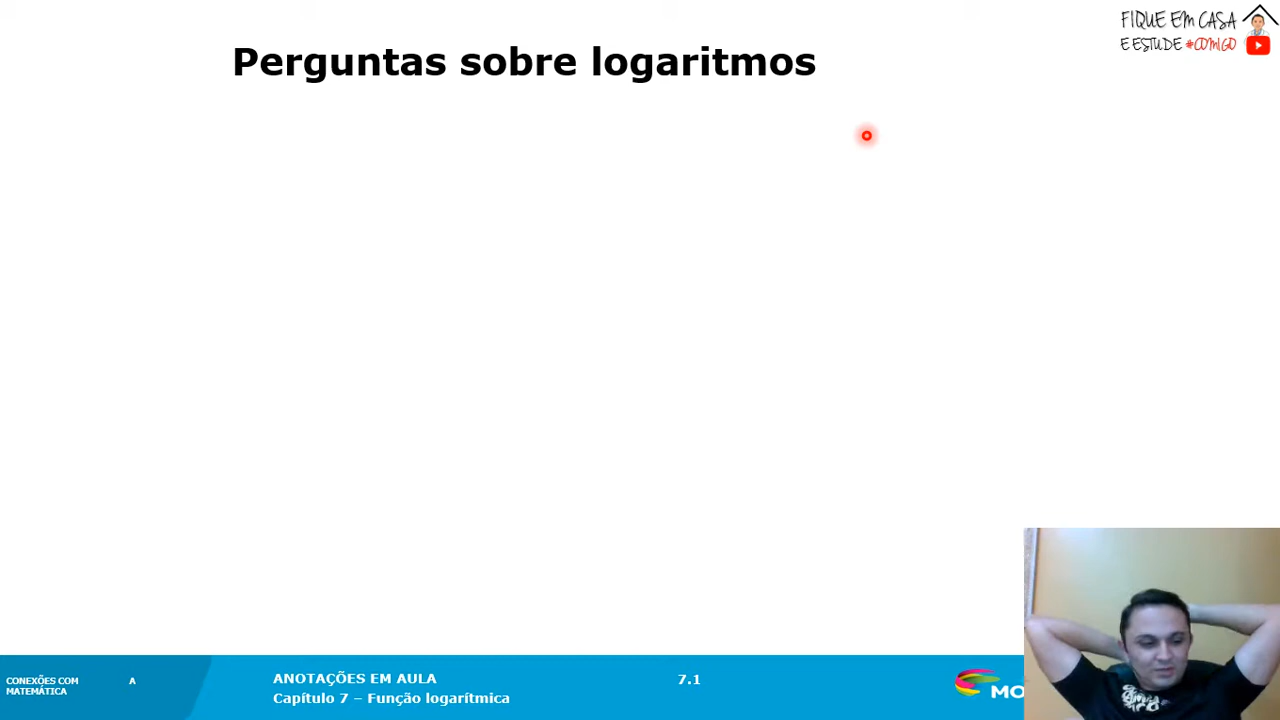 FIQUE EM CASA
E ESTUDE #COMIGO
Perguntas sobre logaritmos
CONEXÕES COM
MATEMÁTICA
A
ANOTAÇÕES EM AULA
Capítulo 7 – Função logarítmica
7.1
MO